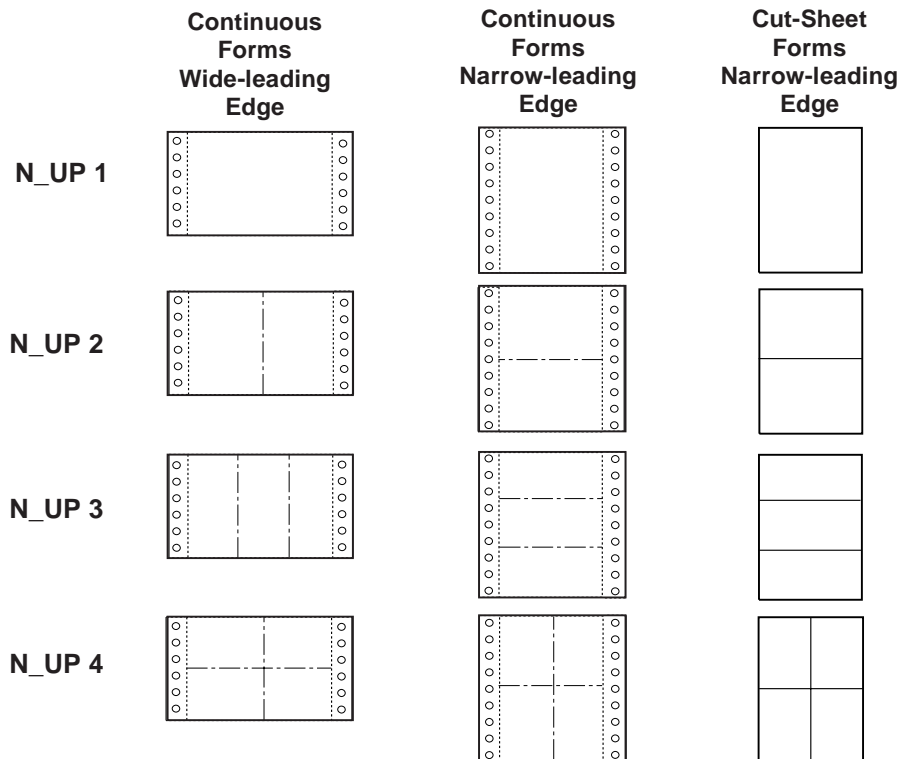 Continuous
Forms
Wide-leading
Edge
Continuous
Forms
Narrow-leading
Edge
Cut-Sheet
Forms
Narrow-leading
Edge
N_UP 1
N_UP 2
N_UP 3
N_UP 4